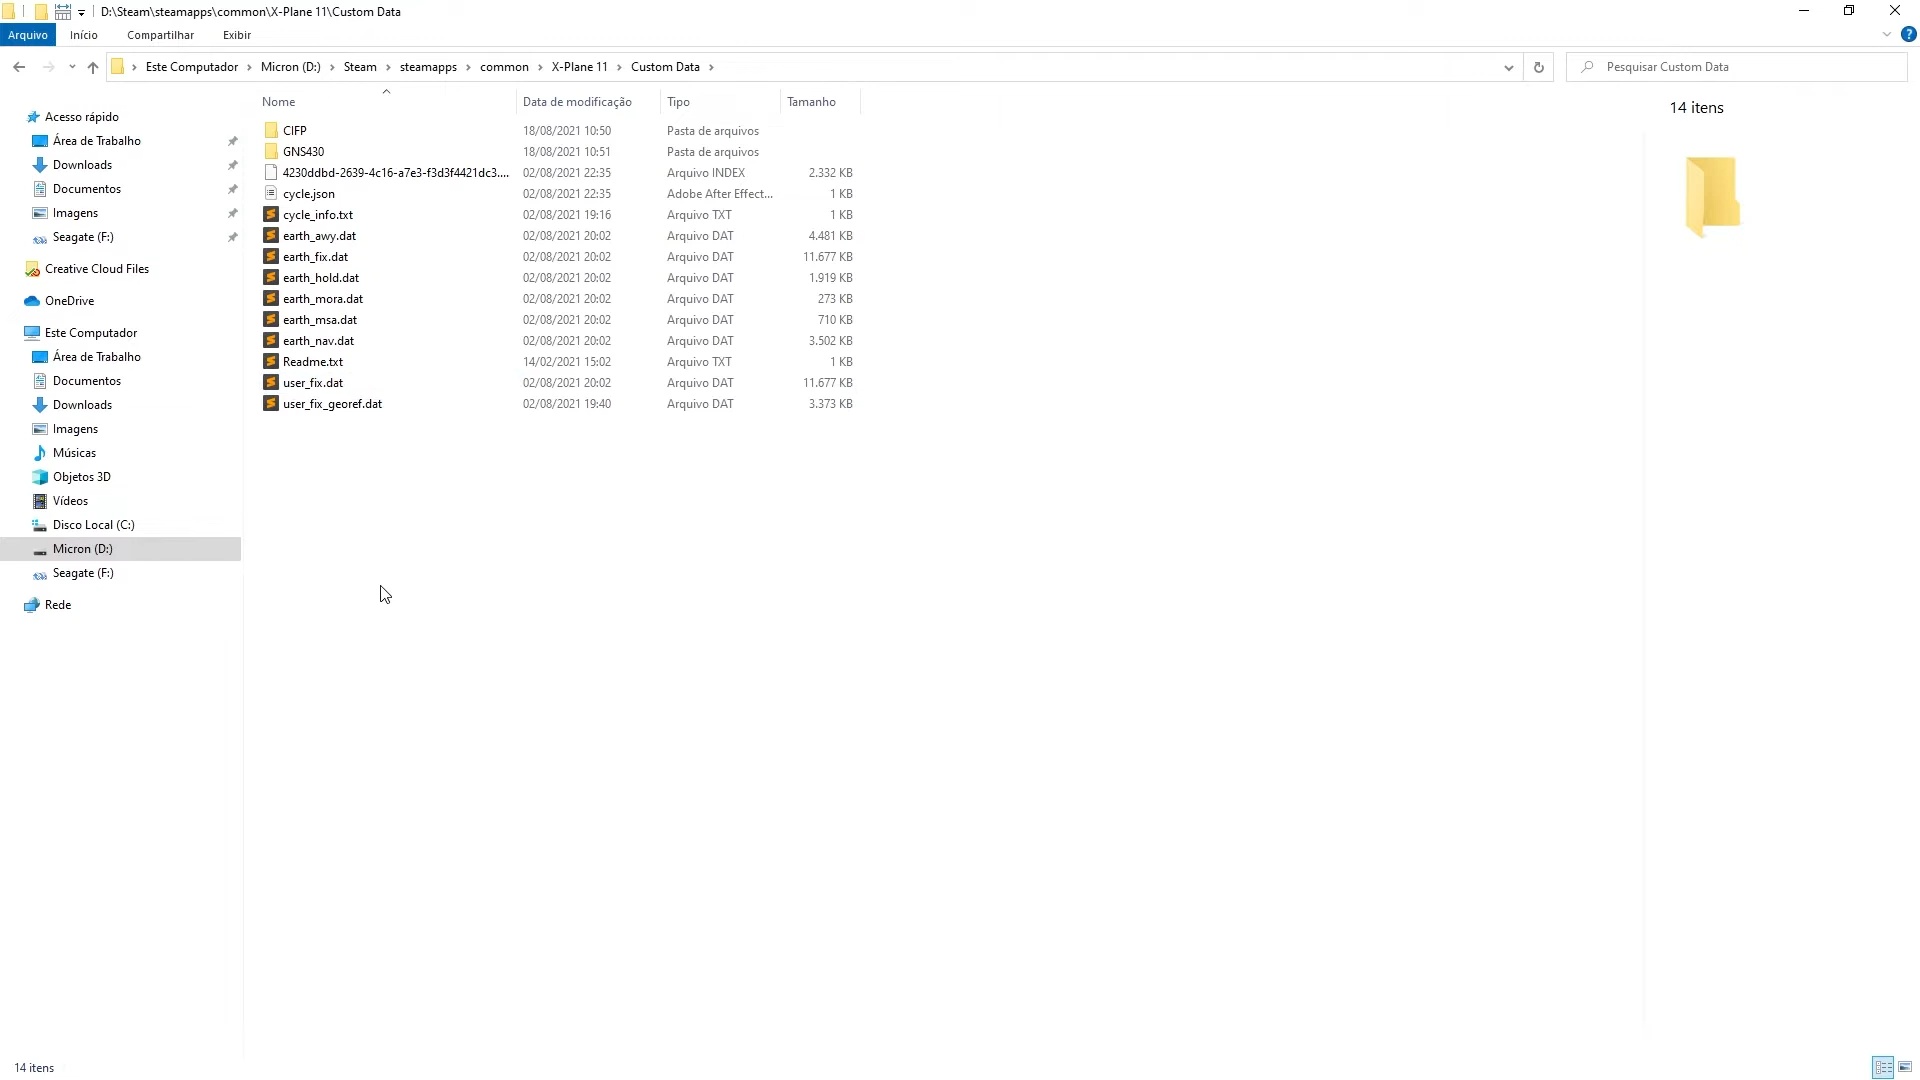 D:\Steam\steamapps\common\X-Plane 11\Custom Data
Arquivo Início Compartilhar Exibir
Este Computador Micron (D:) Steam steamapps common X-Plane 11 Custom Data
Pesquisar Custom Data
Acesso rápido
Área de Trabalho
Downloads
Documentos
Imagens
Seagate (F:)
Creative Cloud Files
OneDrive
Este Computador
Área de Trabalho
Documentos
Downloads
Imagens
Músicas
Objetos 3D
Vídeos
Disco Local (C:)
Micron (D:)
Seagate (F:)
Rede
Nome Data de modificação Tipo Tamanho
CIFP 18/08/2021 10:50 Pasta de arquivos
GNS430 18/08/2021 10:51 Pasta de arquivos
4230ddbd-2639-4c16-a7e3-f3d3f4421dc3.... 02/08/2021 22:35 Arquivo INDEX 2.332 KB
cycle.json 02/08/2021 22:35 Adobe After Effect... 1 KB
cycle_info.txt 02/08/2021 19:16 Arquivo TXT 1 KB
earth_awy.dat 02/08/2021 20:02 Arquivo DAT 4.481 KB
earth_fix.dat 02/08/2021 20:02 Arquivo DAT 11.677 KB
earth_hold.dat 02/08/2021 20:02 Arquivo DAT 1.919 KB
earth_mora.dat 02/08/2021 20:02 Arquivo DAT 273 KB
earth_msa.dat 02/08/2021 20:02 Arquivo DAT 710 KB
earth_nav.dat 02/08/2021 20:02 Arquivo DAT 3.502 KB
Readme.txt 14/02/2021 15:02 Arquivo TXT 1 KB
user_fix.dat 02/08/2021 20:02 Arquivo DAT 11.677 KB
user_fix_georef.dat 02/08/2021 19:40 Arquivo DAT 3.373 KB
14 itens
14 itens